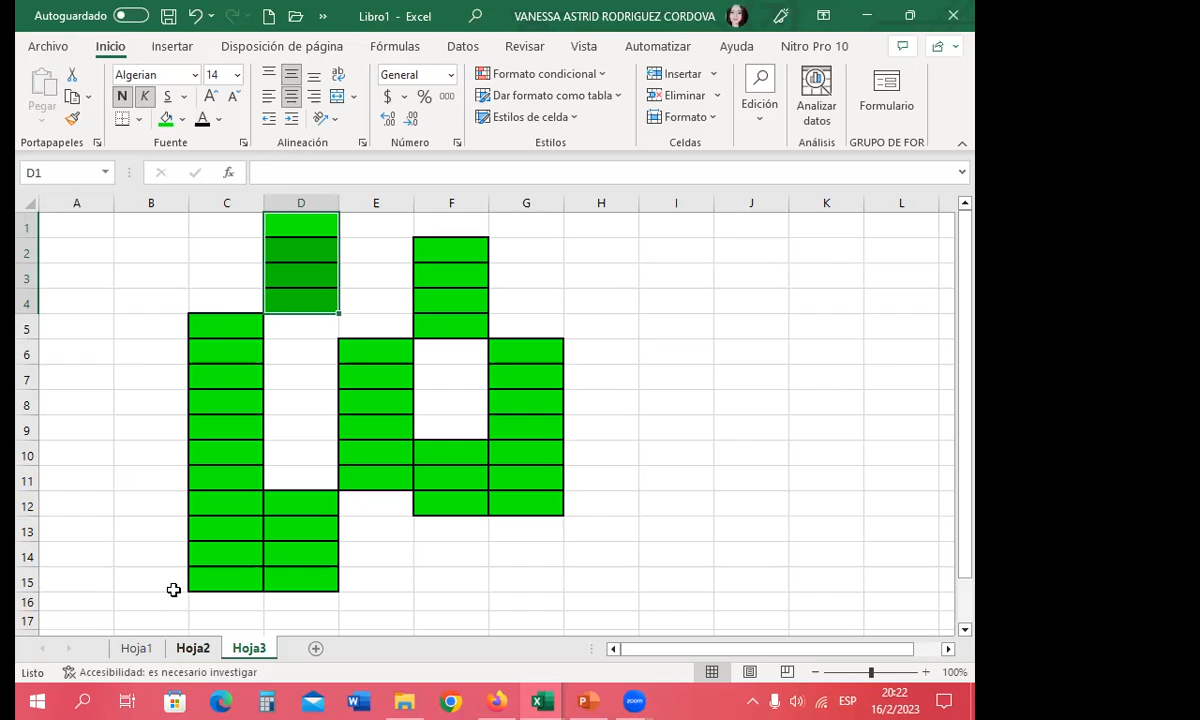 Autoguardado
Libro1 - Excel
VANESSA ASTRID RODRIGUEZ CORDOVA
Archivo Inicio Insertar Disposición de página Fórmulas Datos Revisar Vista Automatizar Ayuda Nitro Pro 10
Pegar
Portapapeles
Algerian 14
N K S A A
A
Fuente
ab
Alineación
General
$ % 000
Número
Formato condicional
Dar formato como tabla
Estilos de celda
Estilos
Insertar
Eliminar
Formato
Celdas
Edición
Analizar
datos
Análisis
Formulario
GRUPO DE FOR
D1 fx
A B C D E F G H I J K L
1
2
3
4
5
6
7
8
9
10
11
12
13
14
15
16
17
Hoja1 Hoja2 Hoja3
Listo Accesibilidad: es necesario investigar 100%
zoom
ESP
20:22
16/2/2023